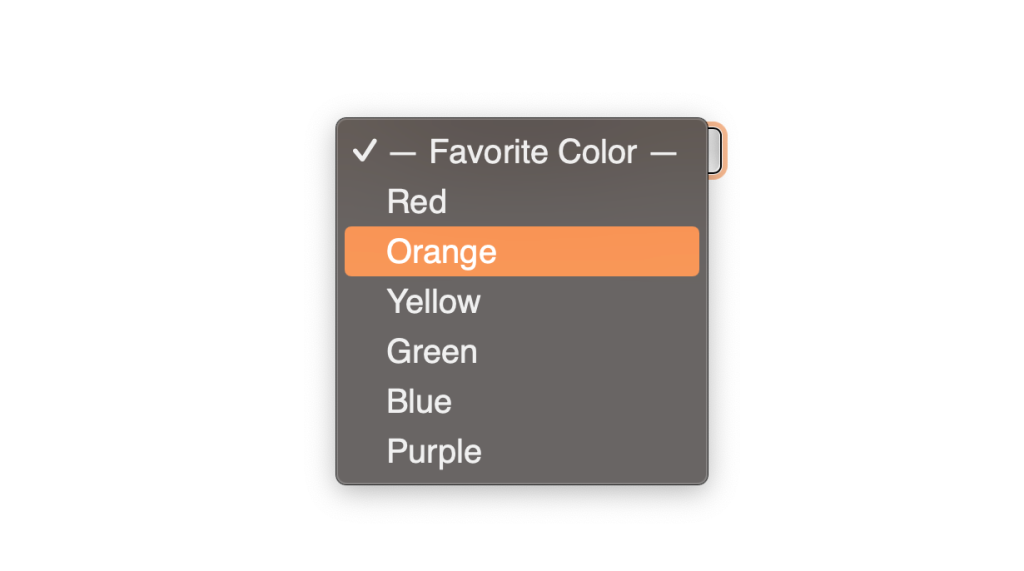 ✓ — Favorite Color —
Red
Orange
Yellow
Green
Blue
Purple